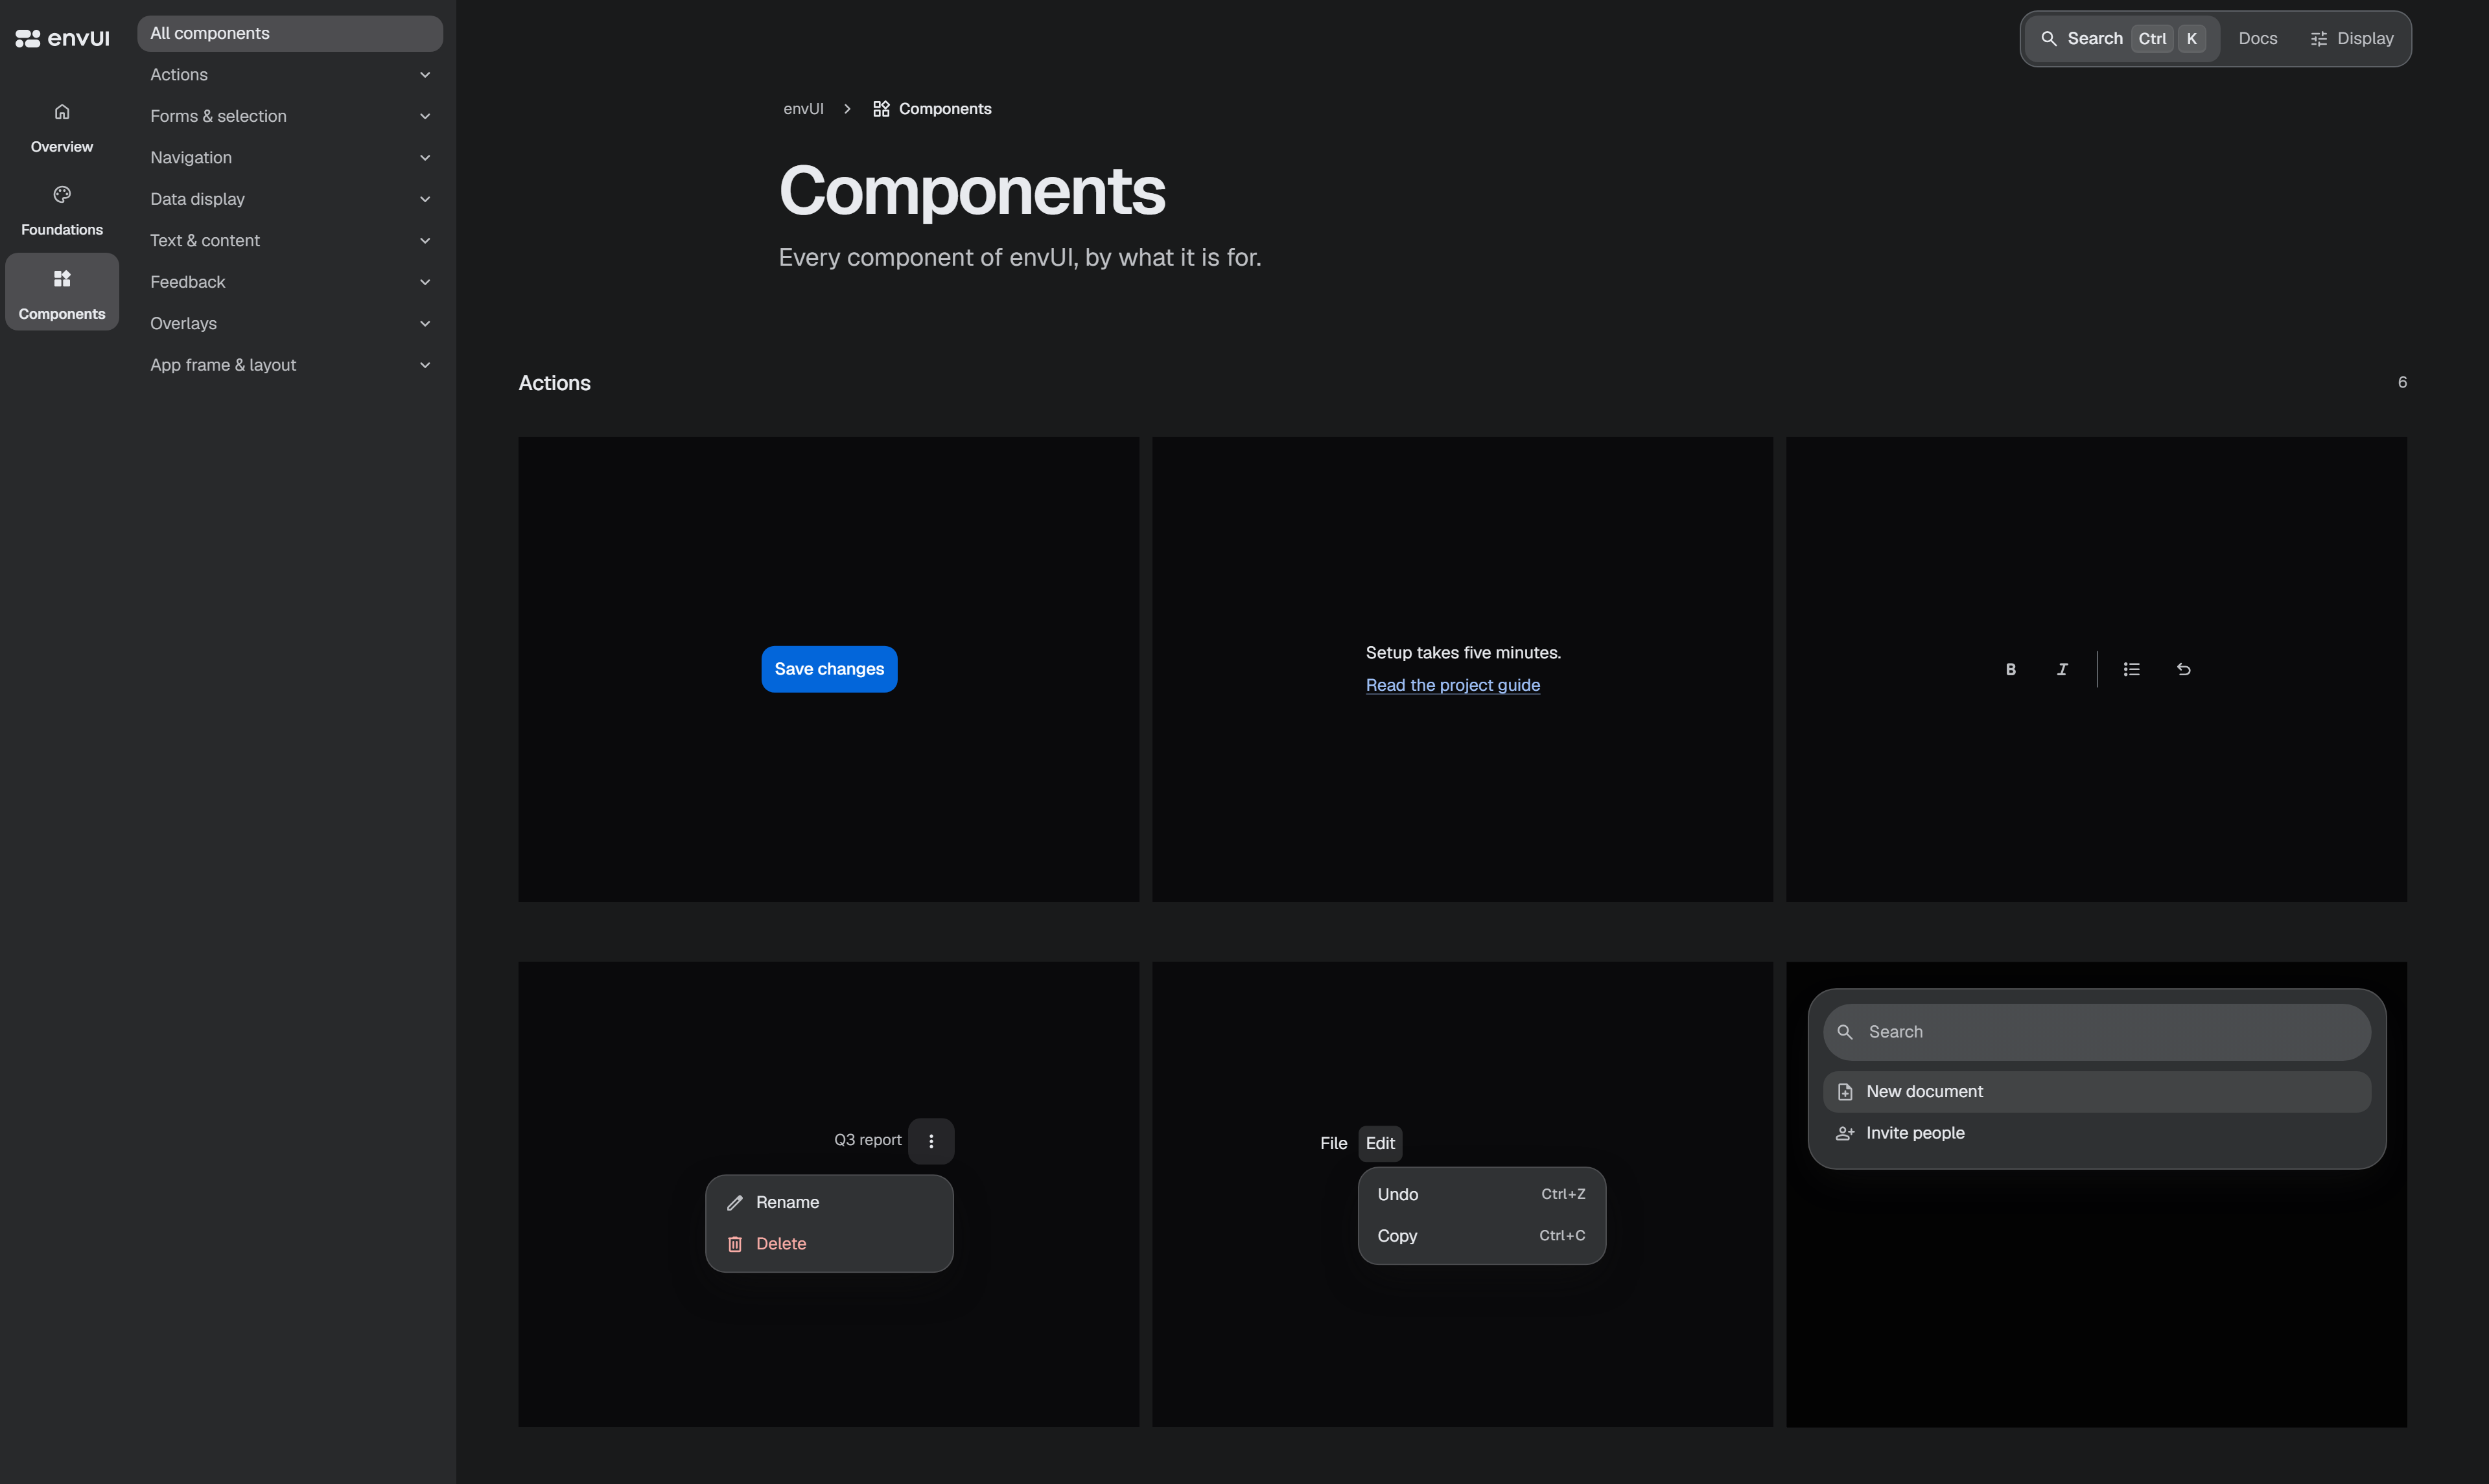 envUI
Overview
Foundations
Components
All components
Actions
Forms & selection
Navigation
Data display
Text & content
Feedback
Overlays
App frame & layout
Search Ctrl K Docs Display
envUI Components
Components
Every component of envUI, by what it is for.
Actions 6
Save changes
Setup takes five minutes.
Read the project guide
B I
Q3 report
Rename
Delete
File Edit
Undo Ctrl+Z
Copy Ctrl+C
Search
New document
Invite people